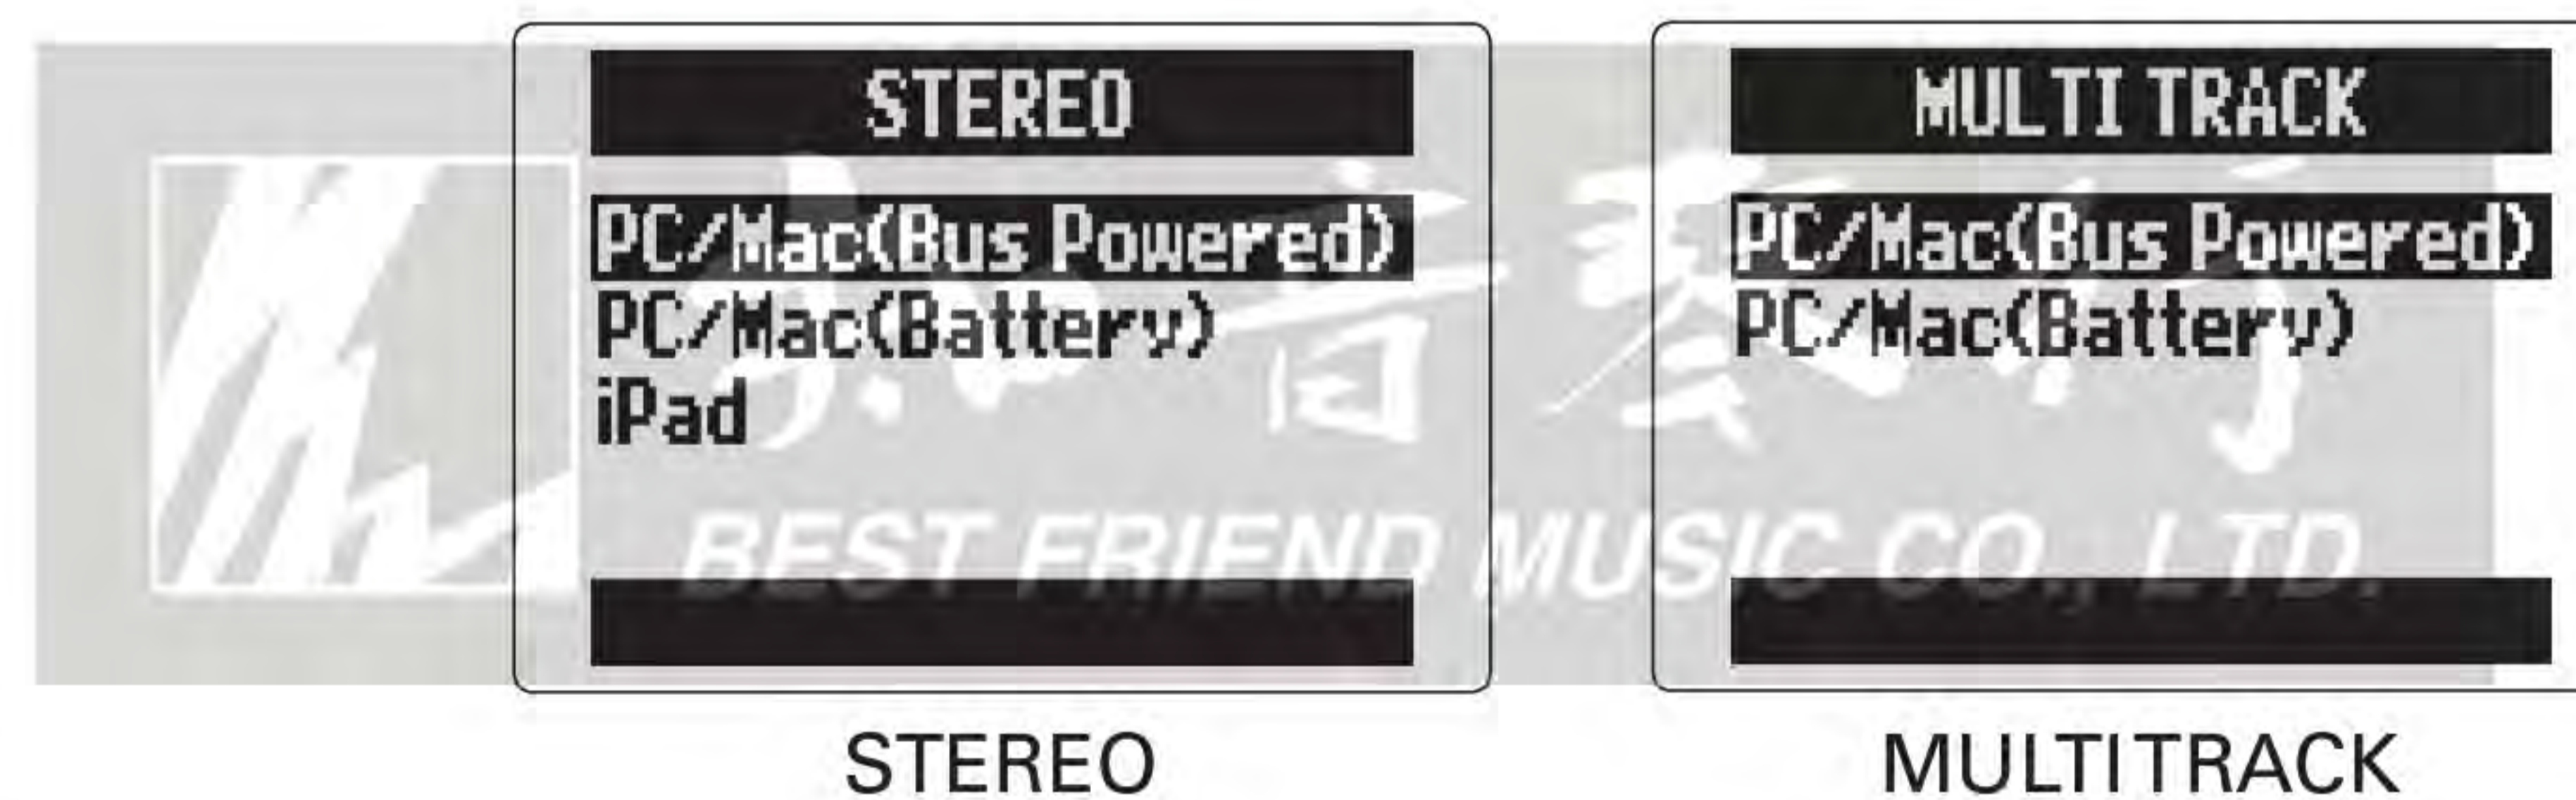 STEREO
PC/Mac(Bus Powered)
PC/Mac(Battery)
iPad
STEREO
MULTI TRACK
PC/Mac(Bus Powered)
PC/Mac(Battery)
MULTITRACK
BEST FRIEND MUSIC CO., LTD.